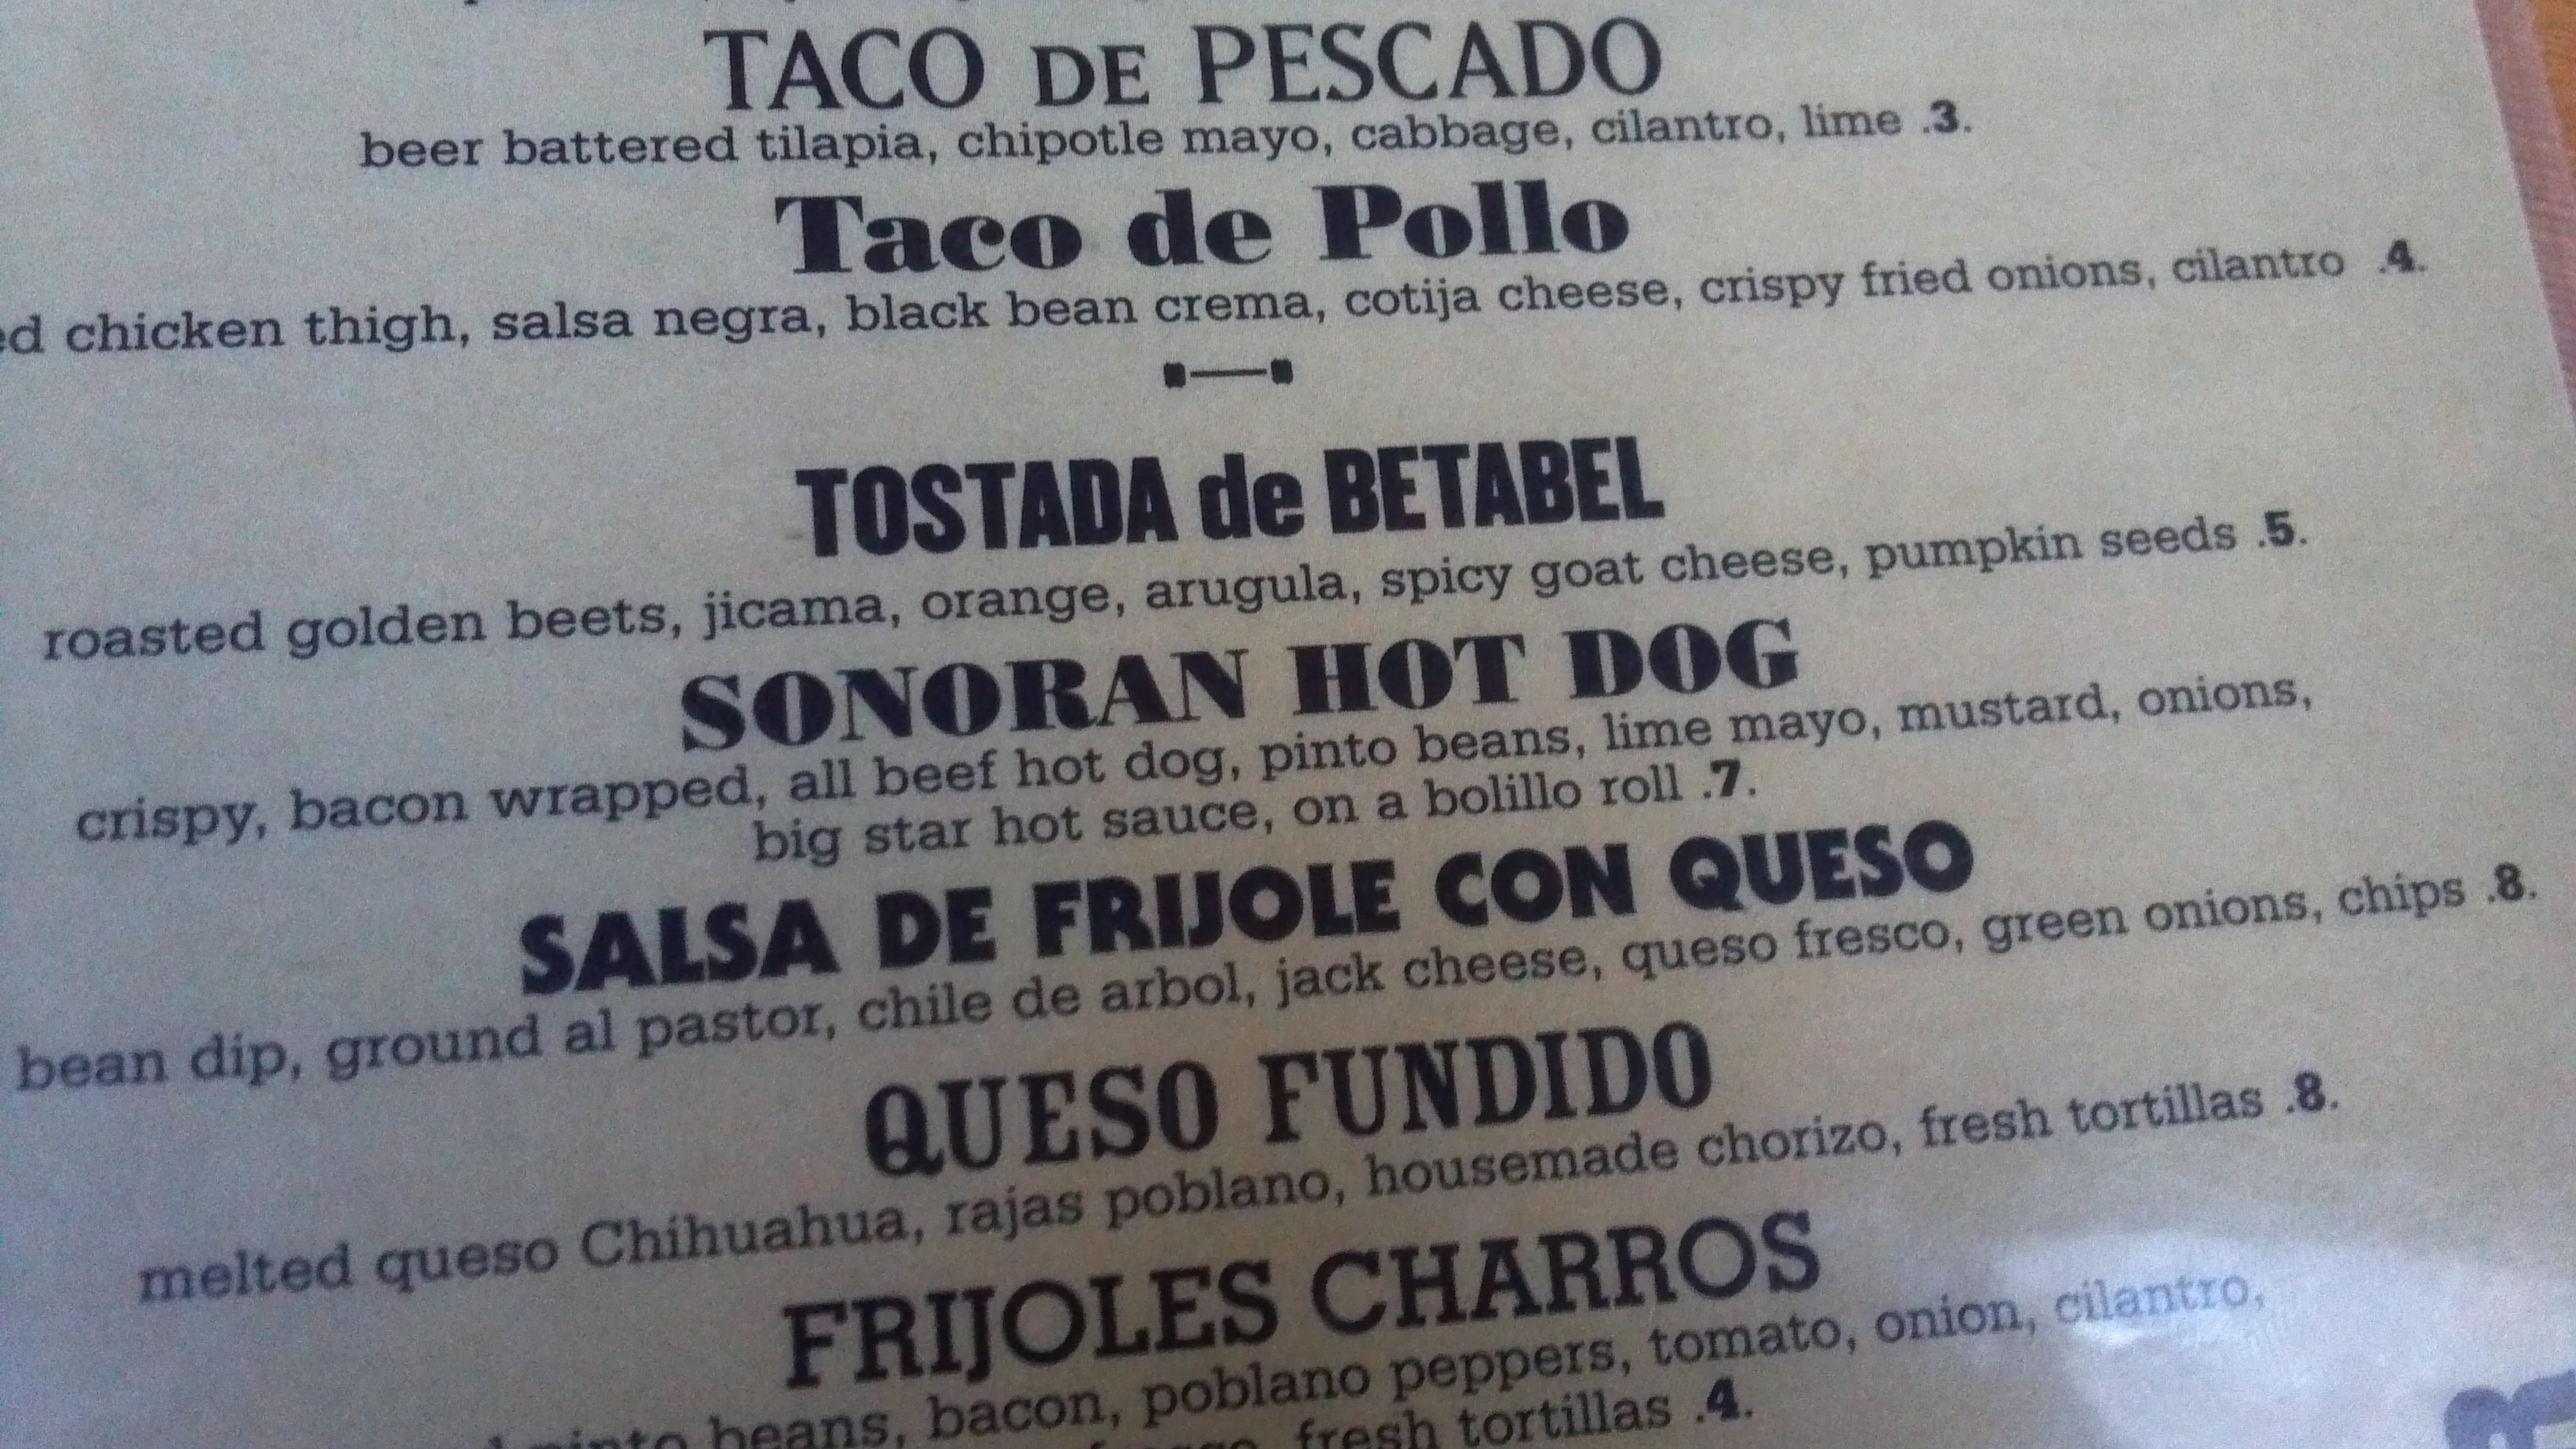 TACO DE PESCADO
beer battered tilapia, chipotle mayo, cabbage, cilantro, lime .3.
Taco de Pollo
ed chicken thigh, salsa negra, black bean crema, cotija cheese, crispy fried onions, cilantro .4.
TOSTADA de BETABEL
roasted golden beets, jicama, orange, arugula, spicy goat cheese, pumpkin seeds .5.
SONORAN HOT DOG
crispy, bacon wrapped, all beef hot dog, pinto beans, lime mayo, mustard, onions,
big star hot sauce, on a bolillo roll .7.
SALSA DE FRIJOLE CON QUESO
bean dip, ground al pastor, chile de arbol, jack cheese, queso fresco, green onions, chips .8.
QUESO FUNDIDO
melted queso Chihuahua, rajas poblano, housemade chorizo, fresh tortillas .8.
FRIJOLES CHARROS
pinto beans, bacon, poblano peppers, tomato, onion, cilantro,
fresh tortillas .4.